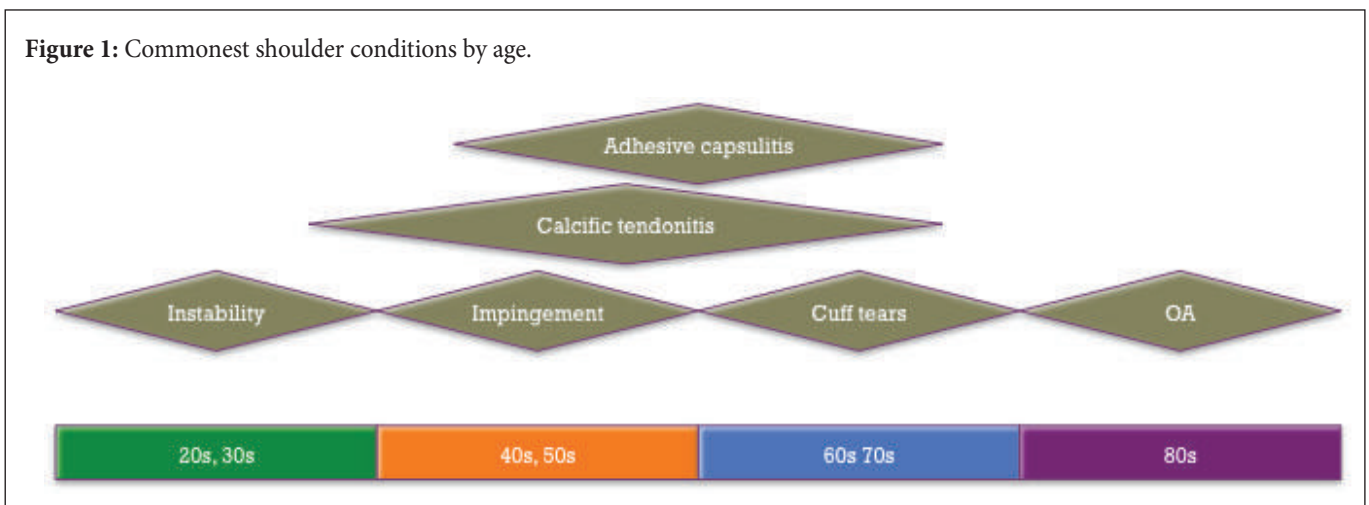 Figure 1: Commonest shoulder conditions by age.
Adhesive capsulitis
Calcific tendonitis
Instability Impingement Cuff tears OA
20s, 30s 40s, 50s 60s 70s 80s